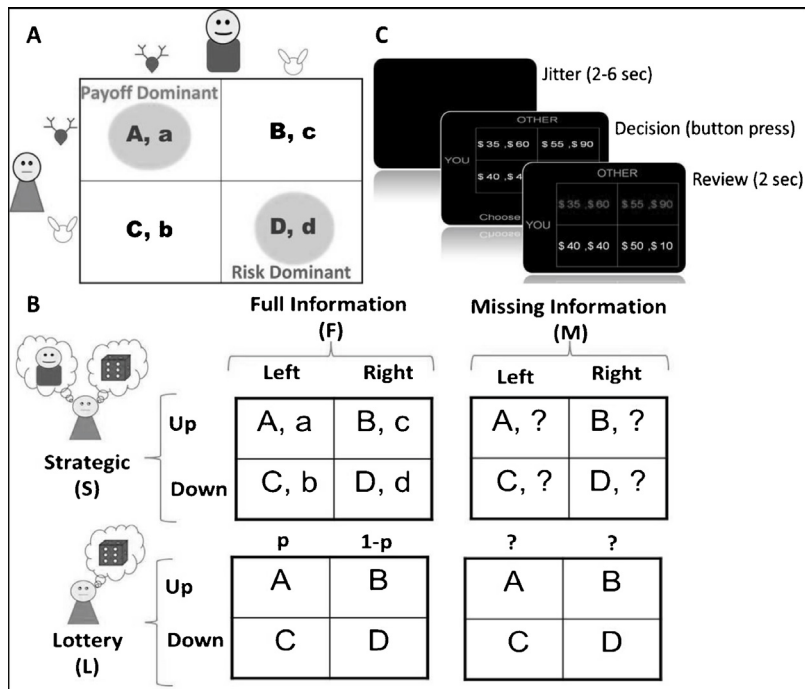 A
Payoff Dominant
A, a
B, c
C, b
D, d
Risk Dominant
C
Jitter (2-6 sec)
OTHER
YOU
$ 35 ,$ 60
$ 55 ,$ 90
$ 40 ,$ 4
Choose
Decision (button press)
OTHER
YOU
$ 35 ,$ 60
$ 55 ,$ 90
$ 40 ,$ 40
$ 50 ,$ 10
Review (2 sec)
B
Full Information
(F)
Missing Information
(M)
Left
Right
Left
Right
Strategic
(S)
Up
A, a
B, c
A, ?
B, ?
Down
C, b
D, d
C, ?
D, ?
p
1-p
?
?
Lottery
(L)
Up
A
B
A
B
Down
C
D
C
D